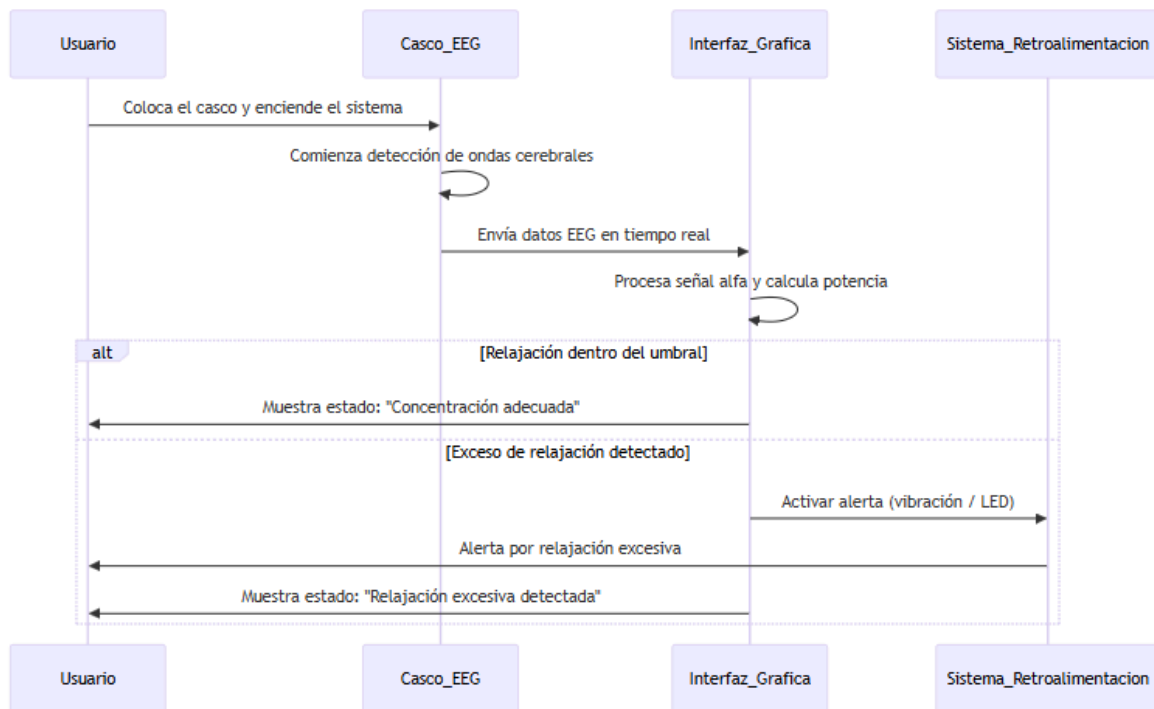 Usuario
Casco_EEG
Interfaz_Grafica
Sistema_Retroalimentacion
Coloca el casco y enciende el sistema
Comienza detección de ondas cerebrales
Envía datos EEG en tiempo real
Procesa señal alfa y calcula potencia
alt
[Relajación dentro del umbral]
Muestra estado: "Concentración adecuada"
[Exceso de relajación detectado]
Activar alerta (vibración / LED)
Alerta por relajación excesiva
Muestra estado: "Relajación excesiva detectada"
Usuario
Casco_EEG
Interfaz_Grafica
Sistema_Retroalimentacion